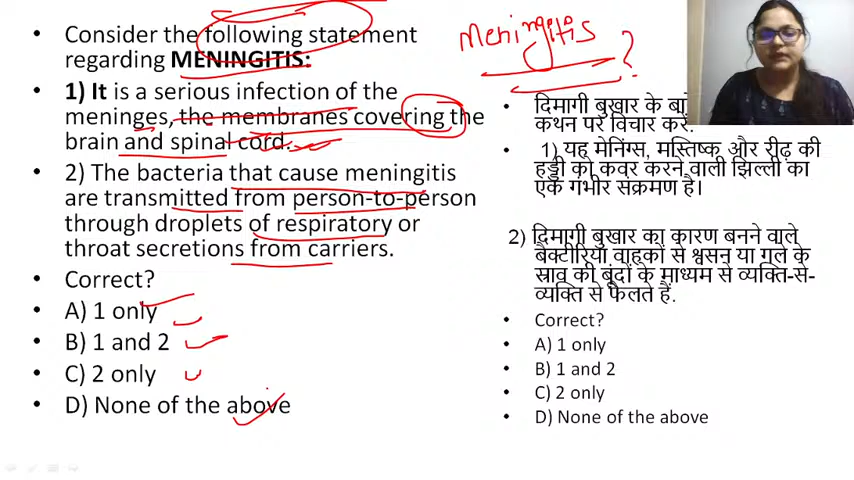 • Consider the following statement
regarding MENINGITIS:
• 1) It is a serious infection of the
meninges, the membranes covering the
brain and spinal cord.
• 2) The bacteria that cause meningitis
are transmitted from person-to-person
through droplets of respiratory or
throat secretions from carriers.
• Correct?
• A) 1 only
• B) 1 and 2
• C) 2 only
• D) None of the above
Meningitis ?
• दिमागी बुखार के बारे
कथन पर विचार करें
• 1) यह मेनिंग्स, मस्तिष्क और रीढ़ की
हड्डी को कवर करने वाली झिल्ली का
एक गंभीर संक्रमण है।
2) दिमागी बुखार का कारण बनने वाले
बैक्टीरिया वाहकों से श्वसन या गले के
स्राव की बूंदों के माध्यम से व्यक्ति-से-
व्यक्ति से फैलते हैं.
• Correct?
• A) 1 only
• B) 1 and 2
• C) 2 only
• D) None of the above